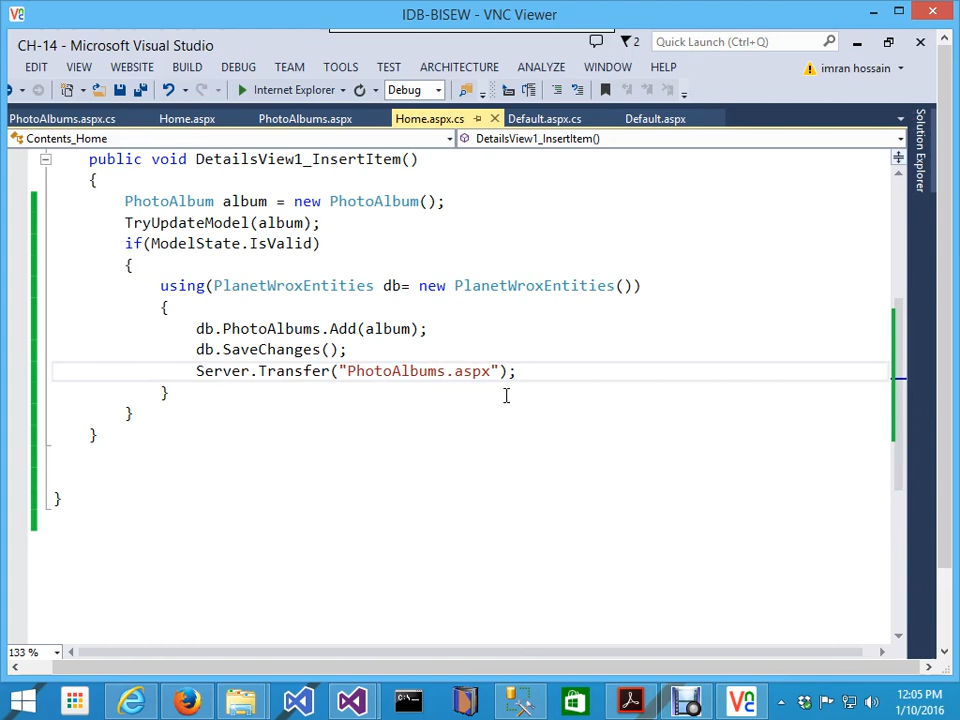 IDB-BISEW - VNC Viewer
CH-14 - Microsoft Visual Studio
2
Quick Launch (Ctrl+Q)
EDIT VIEW WEBSITE BUILD DEBUG TEAM TOOLS TEST ARCHITECTURE ANALYZE WINDOW HELP
imran hossain
Internet Explorer
Debug
PhotoAlbums.aspx.cs Home.aspx PhotoAlbums.aspx Home.aspx.cs Default.aspx.cs Default.aspx
Contents_Home DetailsView1_InsertItem()
Solution Explorer
public void DetailsView1_InsertItem()
{
PhotoAlbum album = new PhotoAlbum();
TryUpdateModel(album);
if(ModelState.IsValid)
{
using(PlanetWroxEntities db= new PlanetWroxEntities())
{
db.PhotoAlbums.Add(album);
db.SaveChanges();
Server.Transfer("PhotoAlbums.aspx");
}
}
}
}
133 %
12:05 PM
1/10/2016